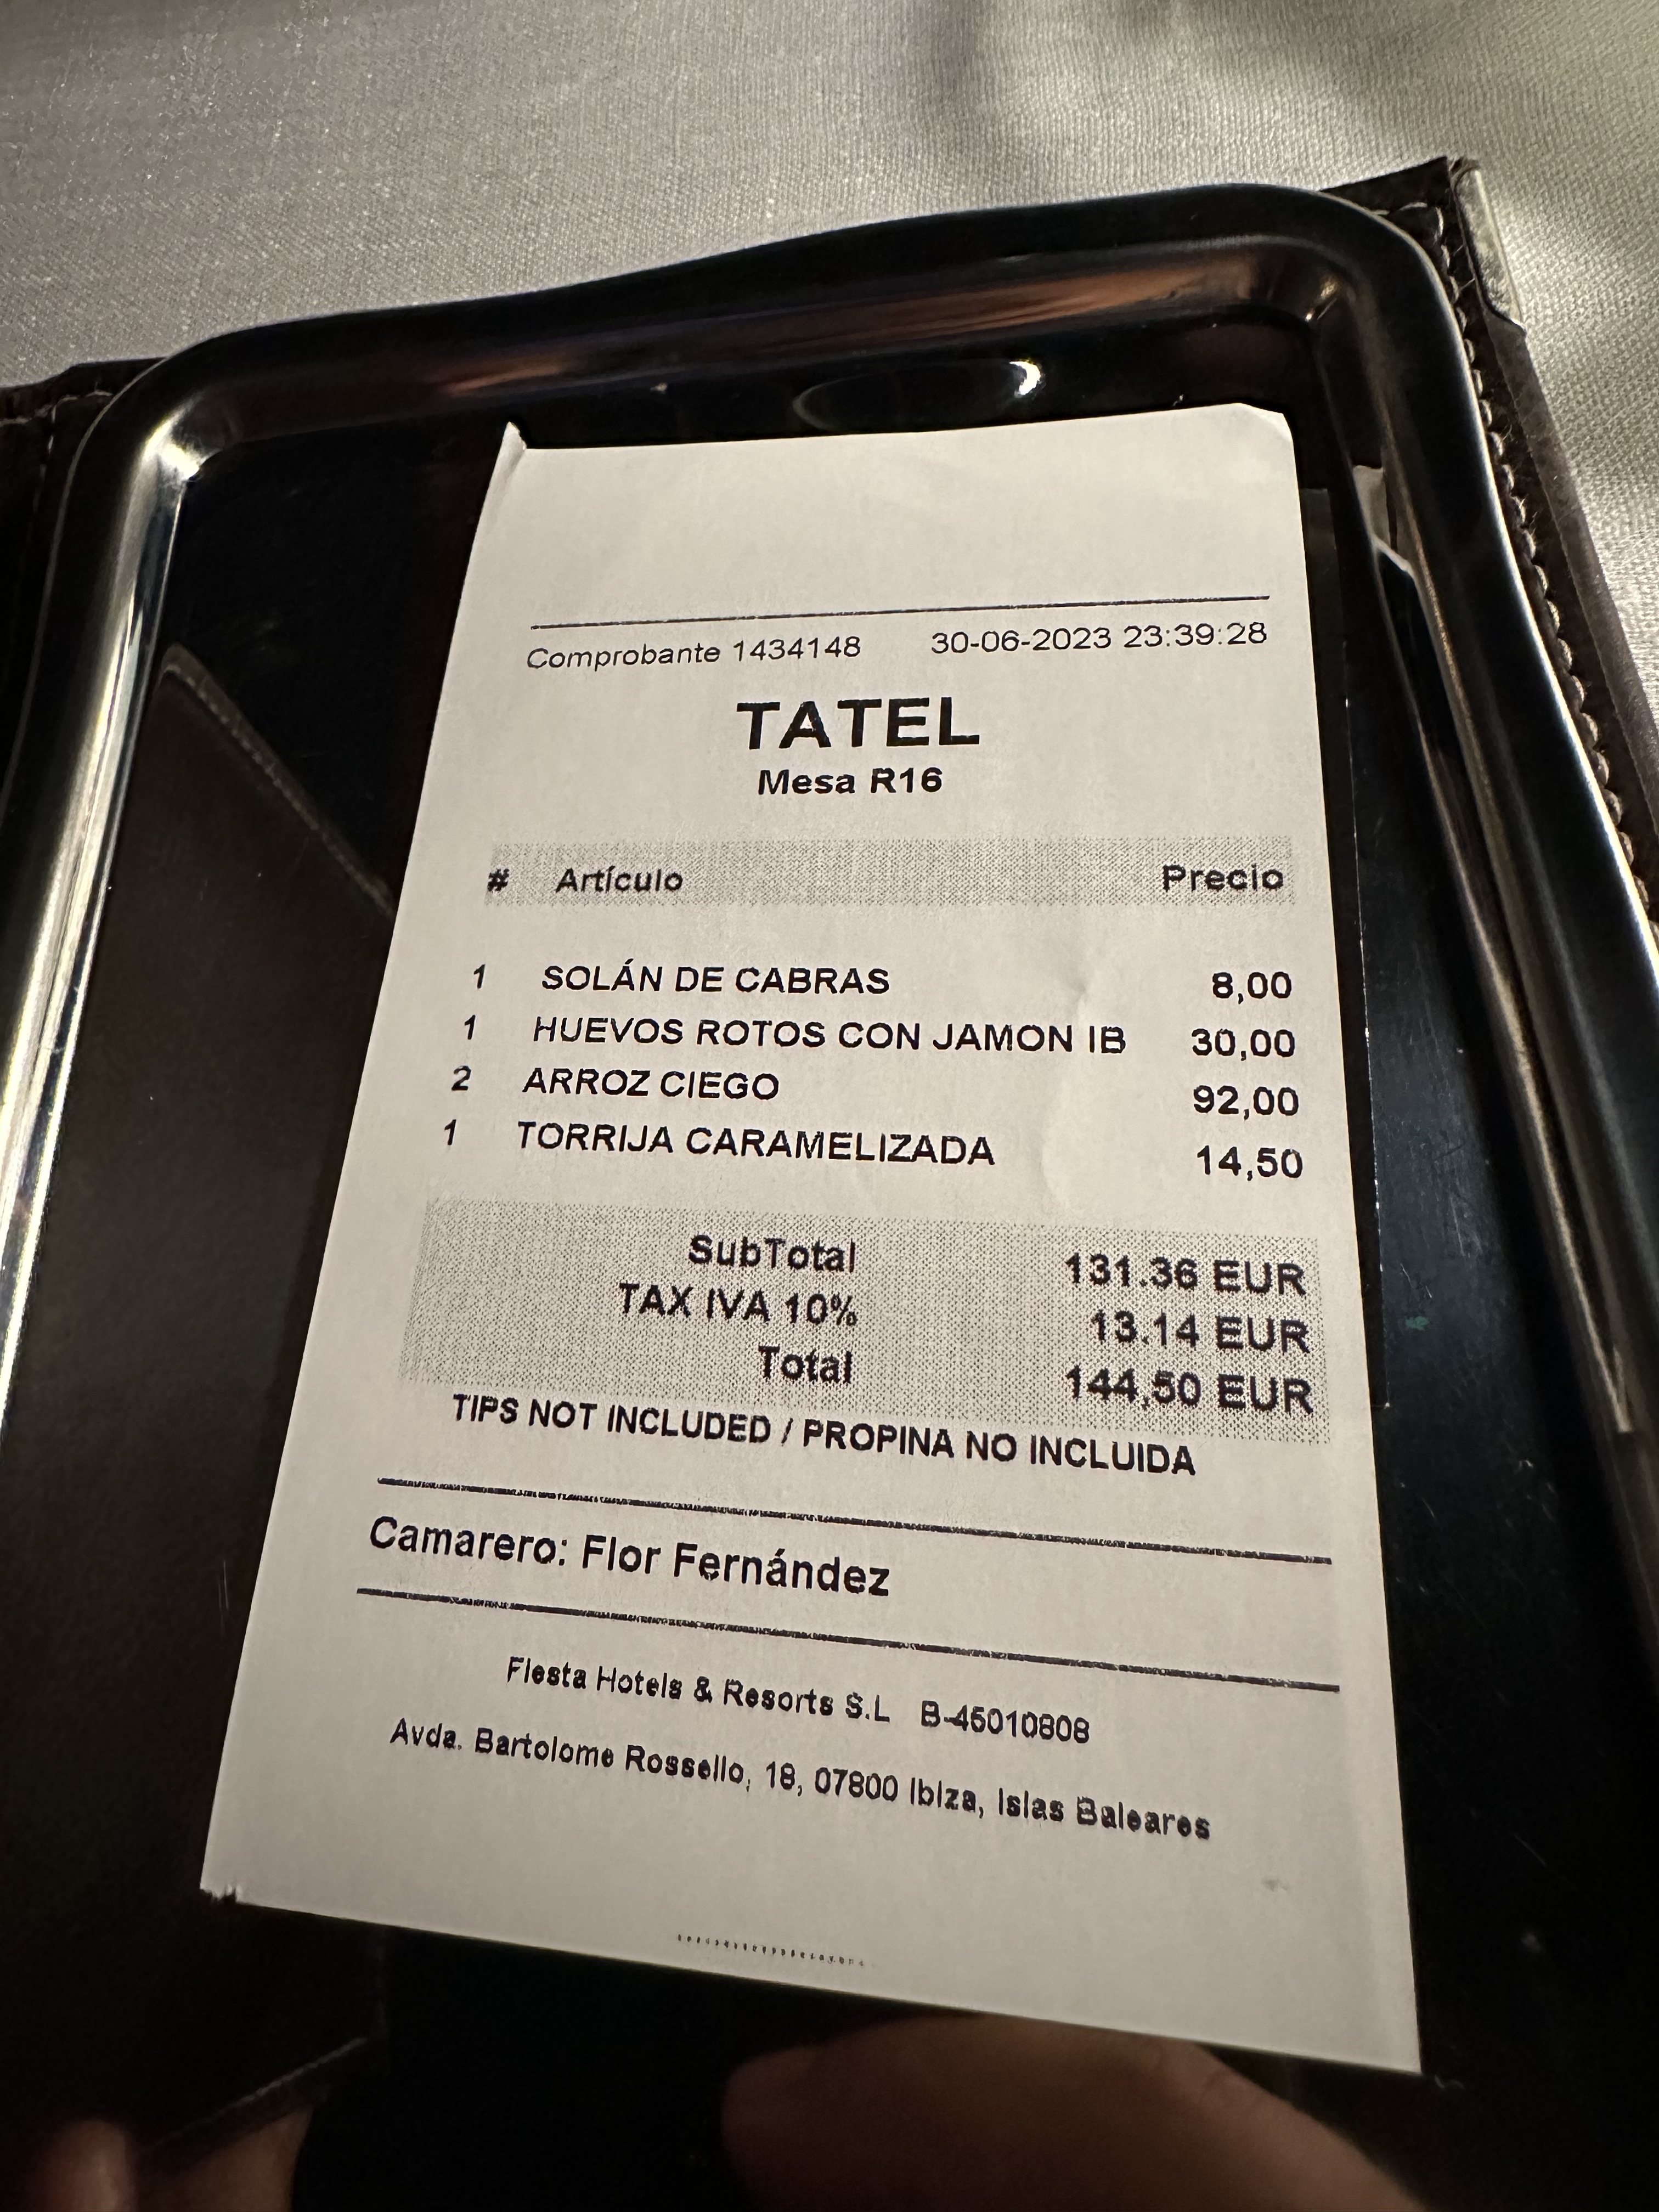 Comprobante 1434148 30-06-2023 23:39:28
TATEL
Mesa R16
# Artículo Precio
1 SOLÁN DE CABRAS 8,00
1 HUEVOS ROTOS CON JAMON IB 30,00
2 ARROZ CIEGO 92,00
1 TORRIJA CARAMELIZADA 14,50
SubTotal 131.36 EUR
TAX IVA 10% 13.14 EUR
Total 144,50 EUR
TIPS NOT INCLUDED / PROPINA NO INCLUIDA
Camarero: Flor Fernández
Fiesta Hotels & Resorts S.L B-45010808
Avda. Bartolome Rossello, 18, 07800 Ibiza, Islas Baleares